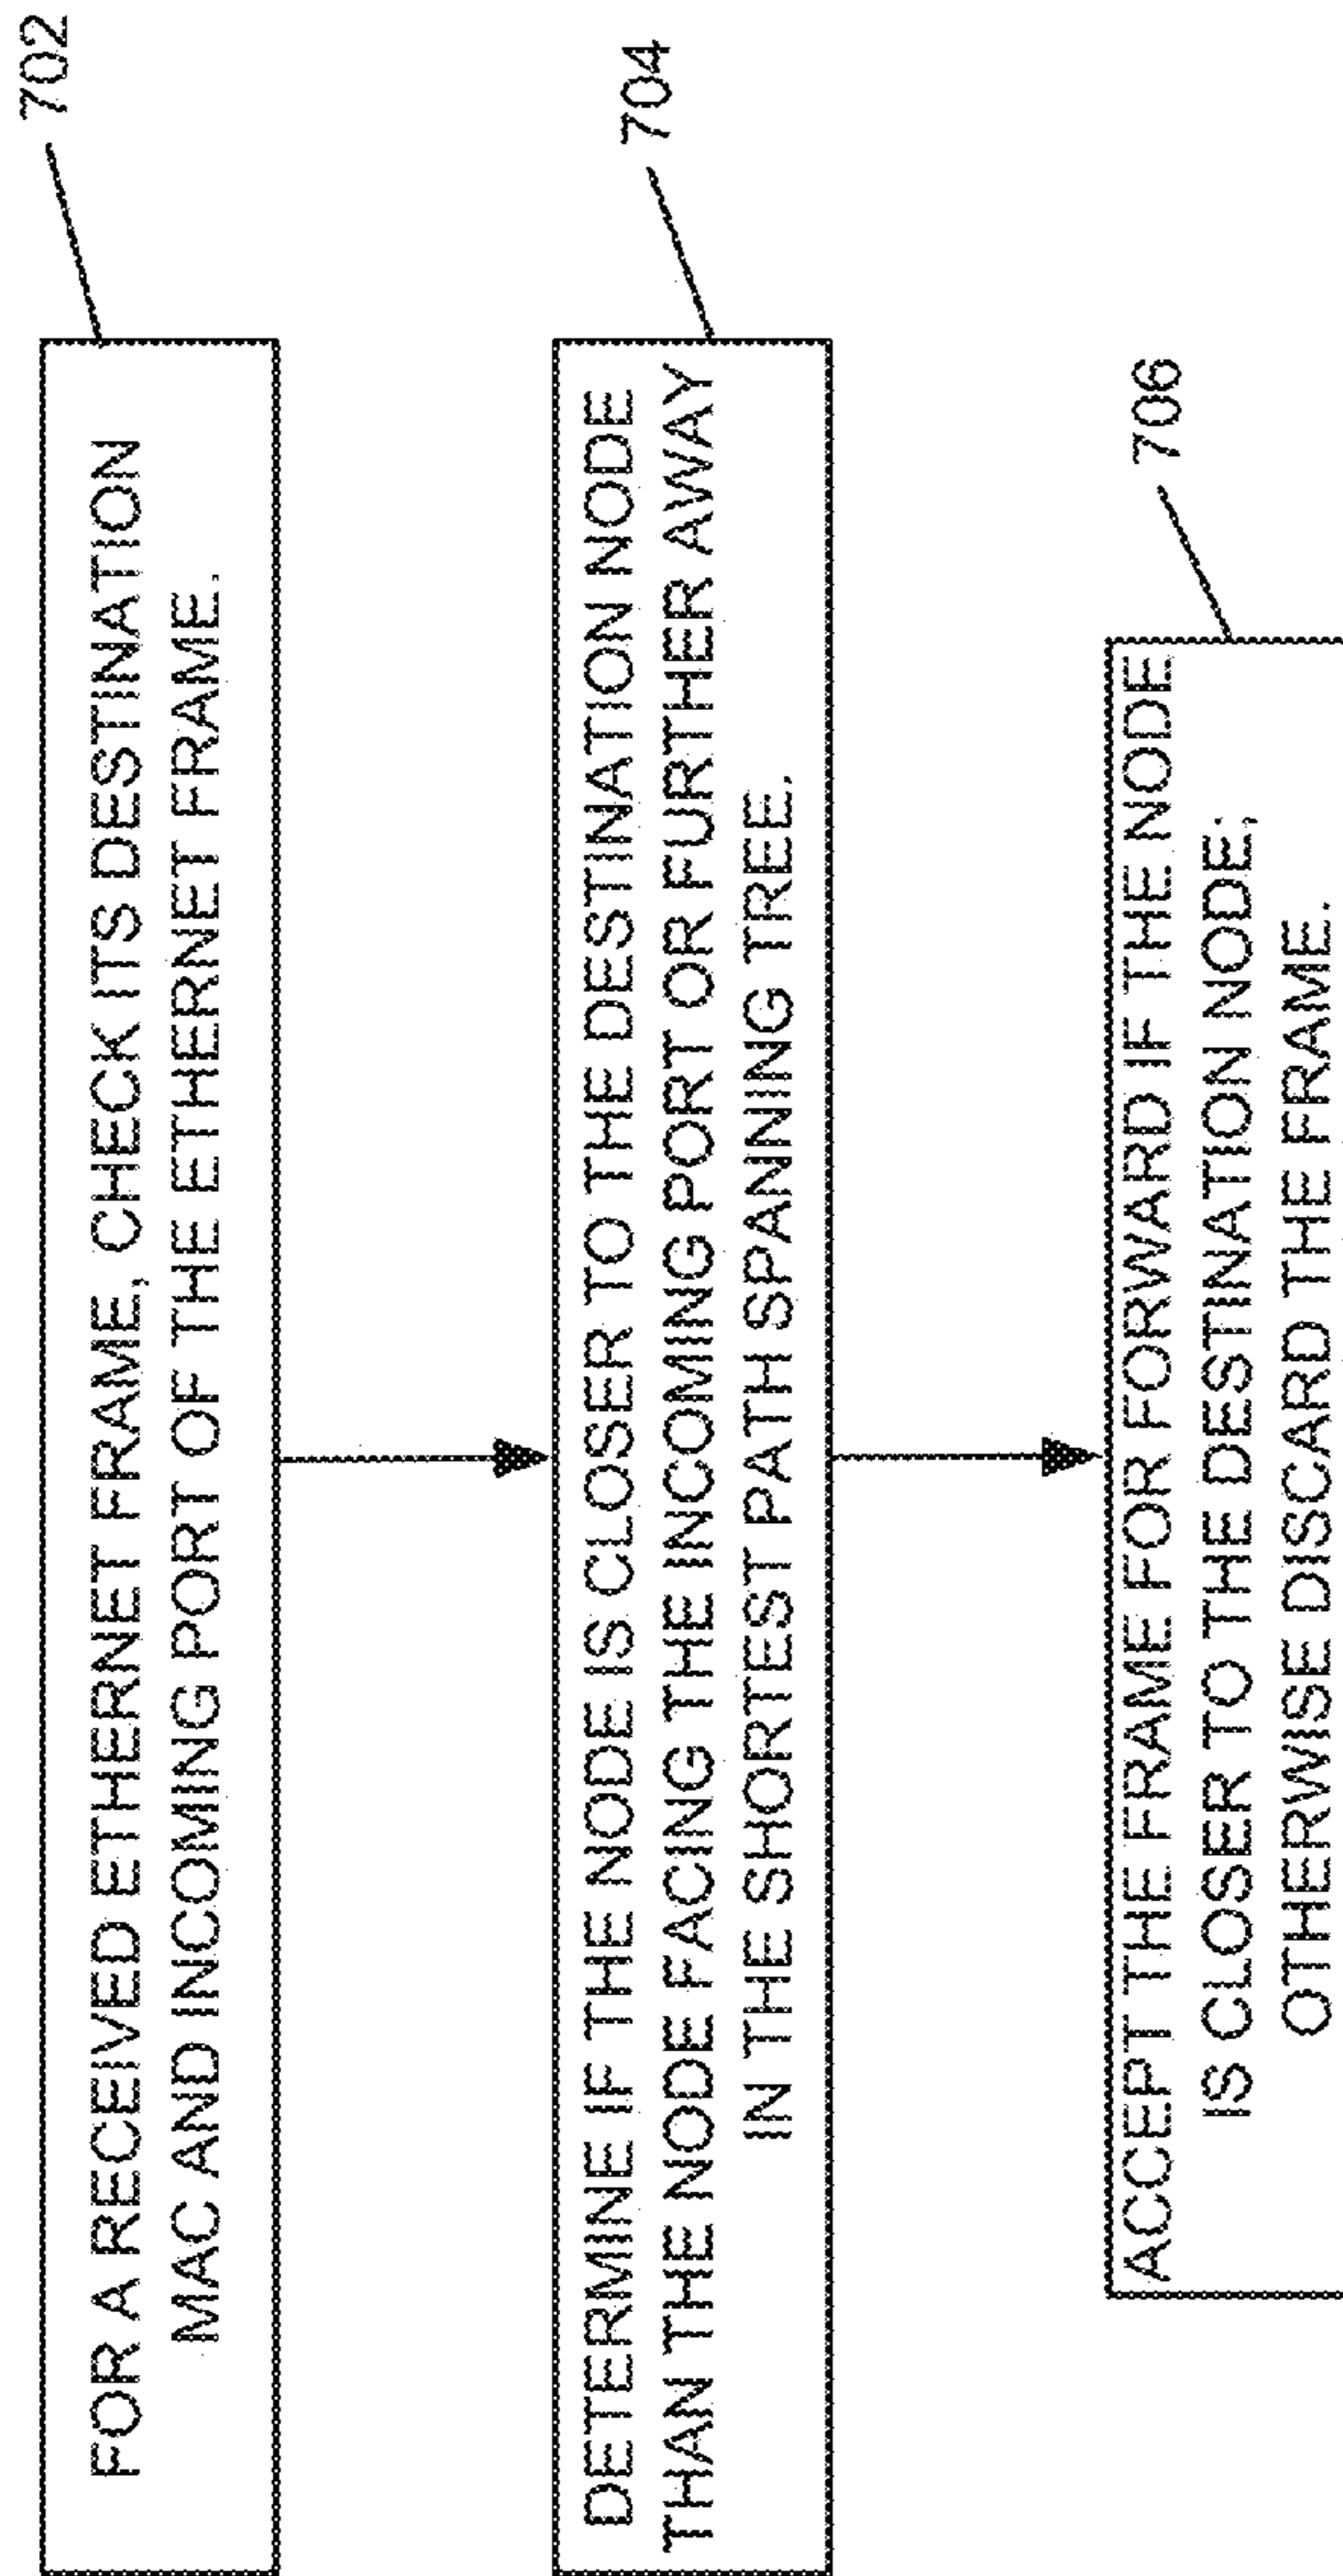 702
FOR A RECEIVED ETHERNET FRAME, CHECK ITS DESTINATION
MAC AND INCOMING PORT OF THE ETHERNET FRAME.
704
DETERMINE IF THE NODE IS CLOSER TO THE DESTINATION NODE
THAN THE NODE FACING THE INCOMING PORT OR FURTHER AWAY
IN THE SHORTEST PATH SPANNING TREE.
706
ACCEPT THE FRAME FOR FORWARD IF THE NODE
IS CLOSER TO THE DESTINATION NODE;
OTHERWISE DISCARD THE FRAME.